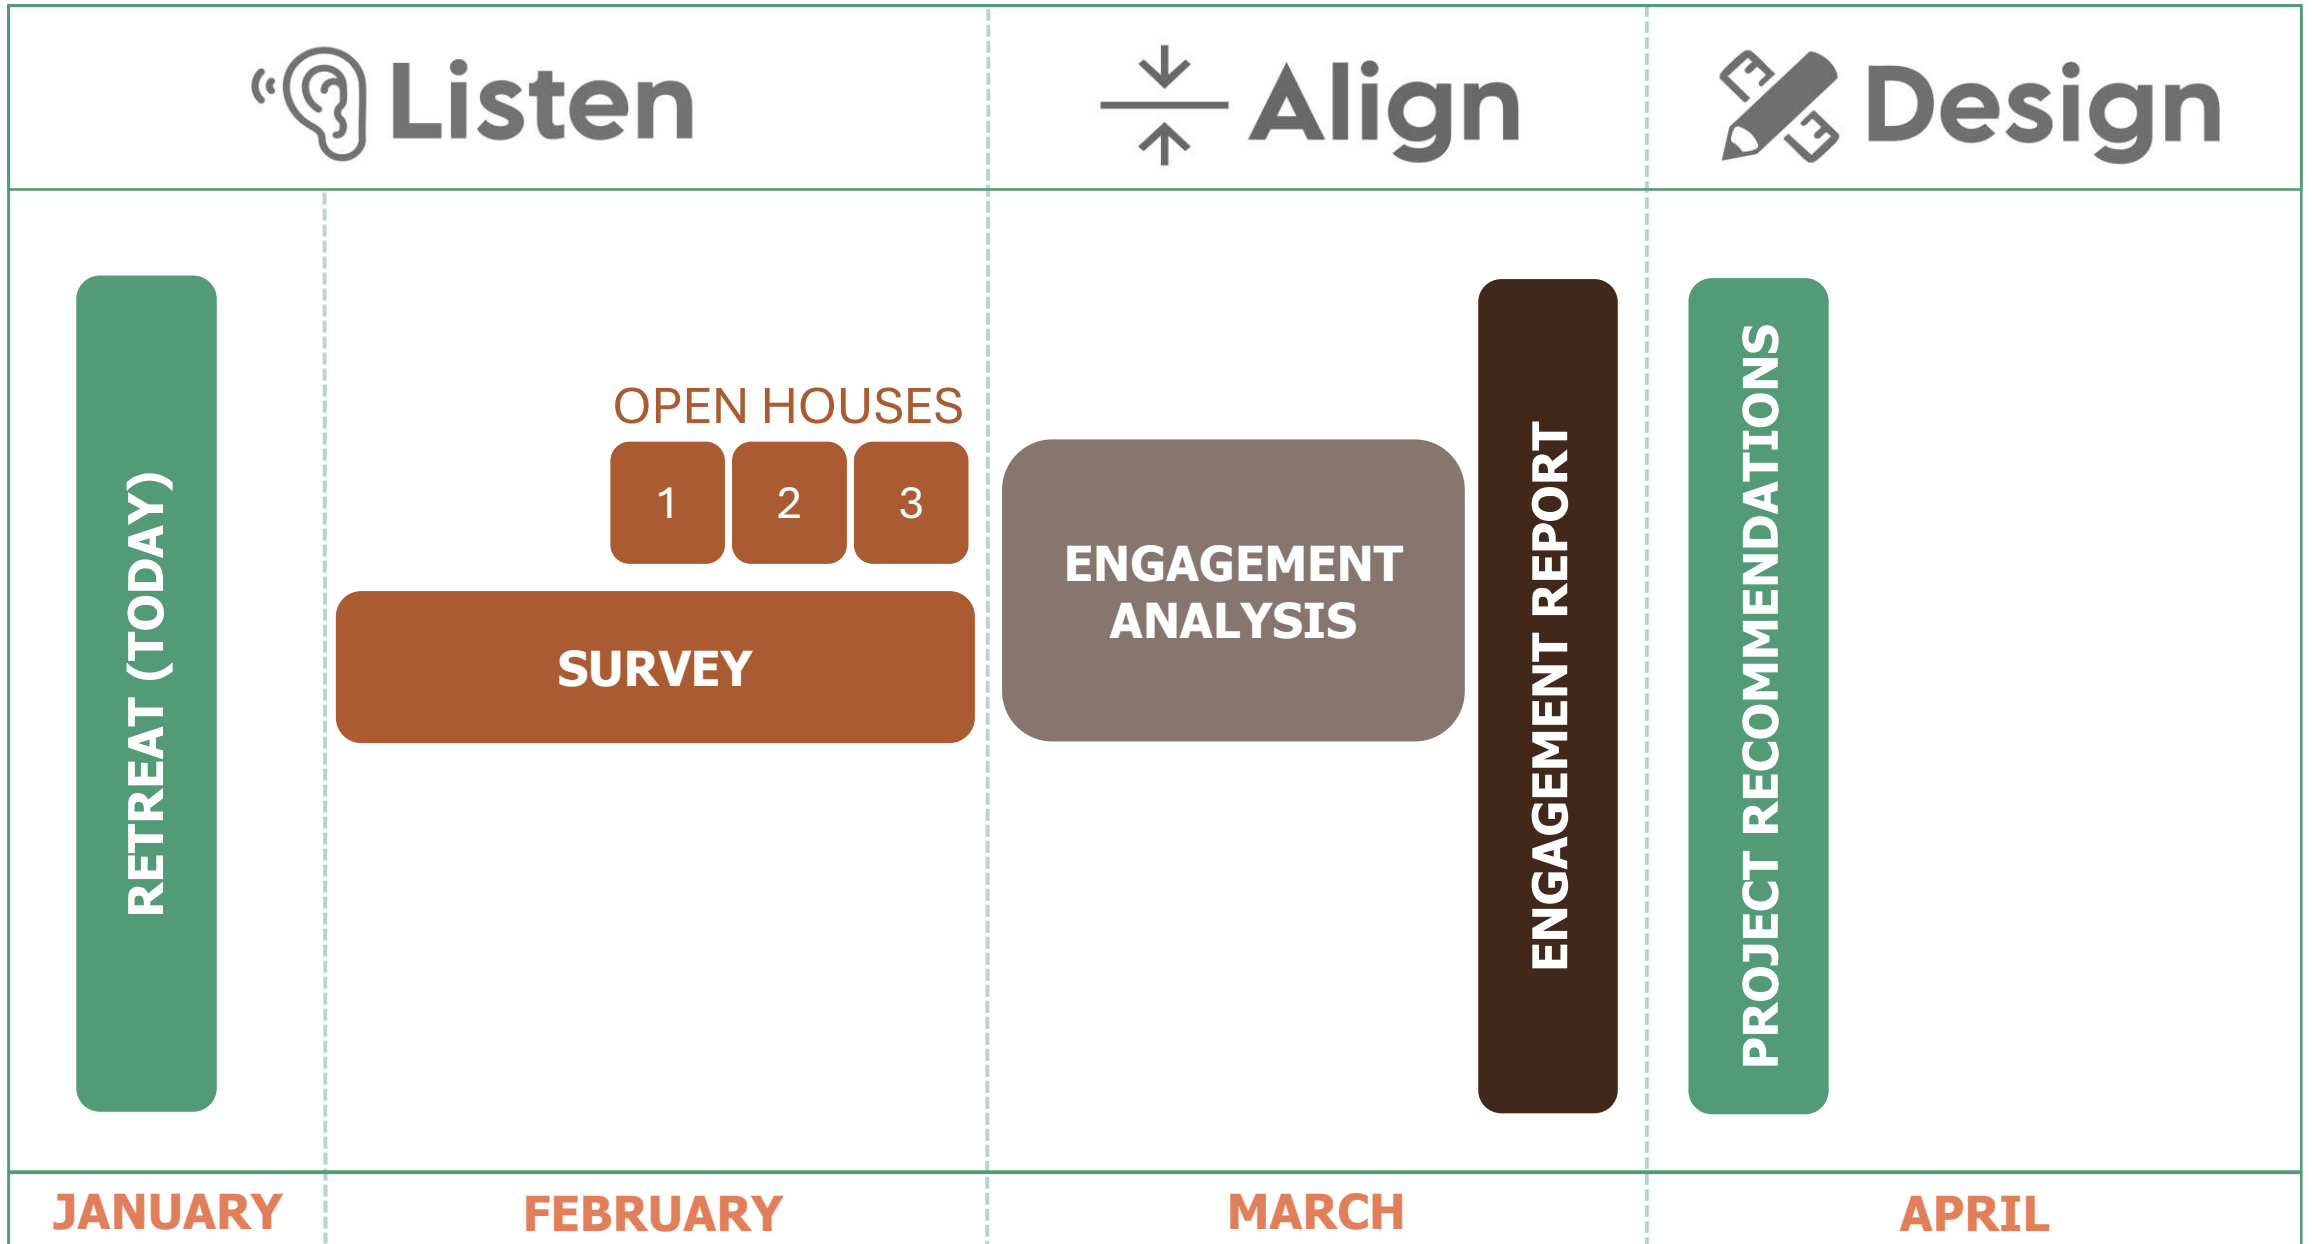 Listen
Align
Design
RETREAT (TODAY)
OPEN HOUSES
1 2 3
SURVEY
ENGAGEMENT
ANALYSIS
ENGAGEMENT REPORT
PROJECT RECOMMENDATIONS
JANUARY
FEBRUARY
MARCH
APRIL